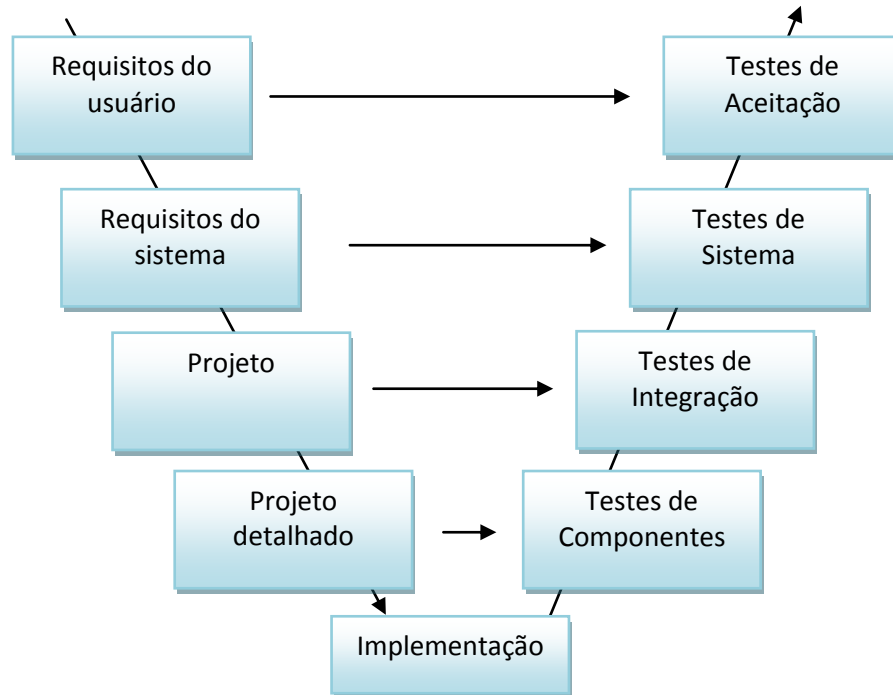 Requisitos do
usuário
Testes de
Aceitação
Requisitos do
sistema
Testes de
Sistema
Projeto
Testes de
Integração
Projeto
detalhado
Testes de
Componentes
Implementação